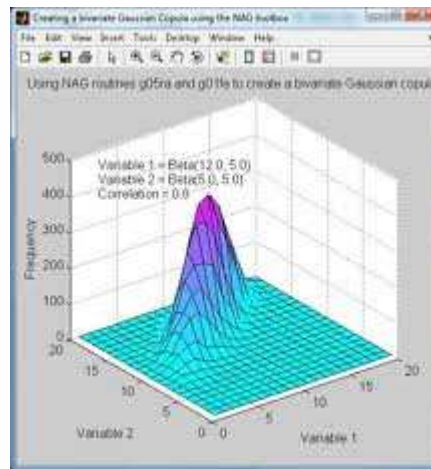 Creating a bivariate Gaussian Copula using the NAG toolbox
File Edit View Insert Tools Desktop Window Help
Using NAG routines g05ra and g01fe to create a bivariate Gaussian copula
Variable 1 = Beta(12.0, 5.0)
Variable 2 = Beta(5.0, 5.0)
Correlation =
Frequency
500
400
300
200
100
0
20
15
10
5
0
0
5
10
15
20
Variable 2
Variable 1